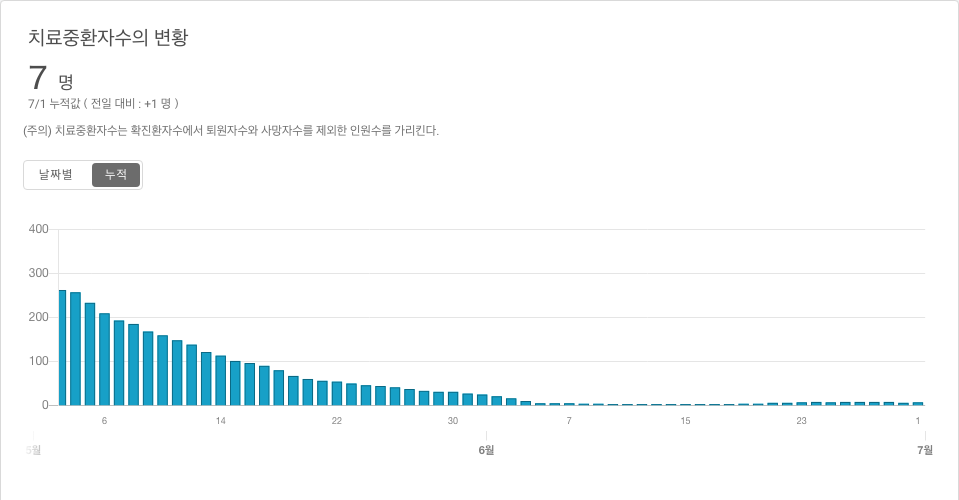 치료중환자수의 변황
7 명
7/1 누적값 ( 전일 대비 : +1 명 )
(주의) 치료중환자수는 확진환자수에서 퇴원자수와 사망자수를 제외한 인원수를 가리킨다.
날짜별 누적
400
300
200
100
0
6 14 22 30 7 15 23 1
5월 6월 7월